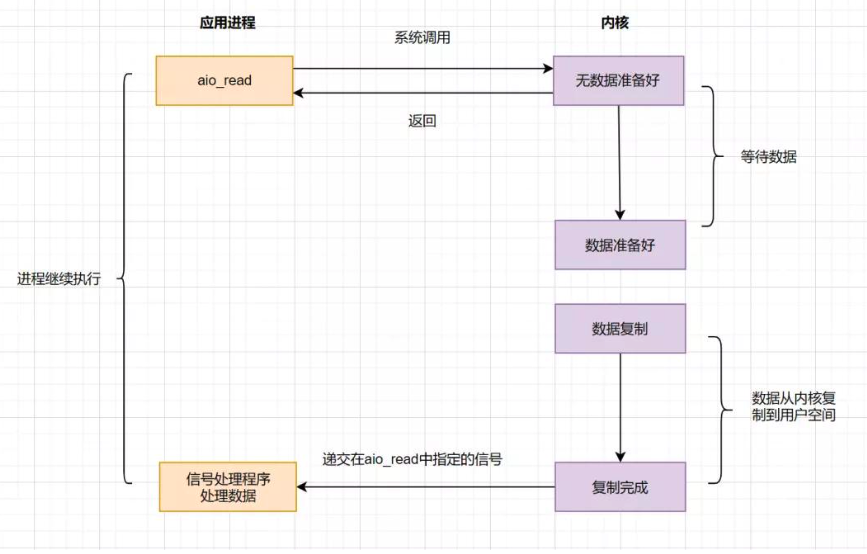 应用进程
内核
系统调用
aio_read
无数据准备好
返回
等待数据
数据准备好
进程继续执行
数据复制
数据从内核复
制到用户空间
递交在aio_read中指定的信号
信号处理程序
处理数据
复制完成